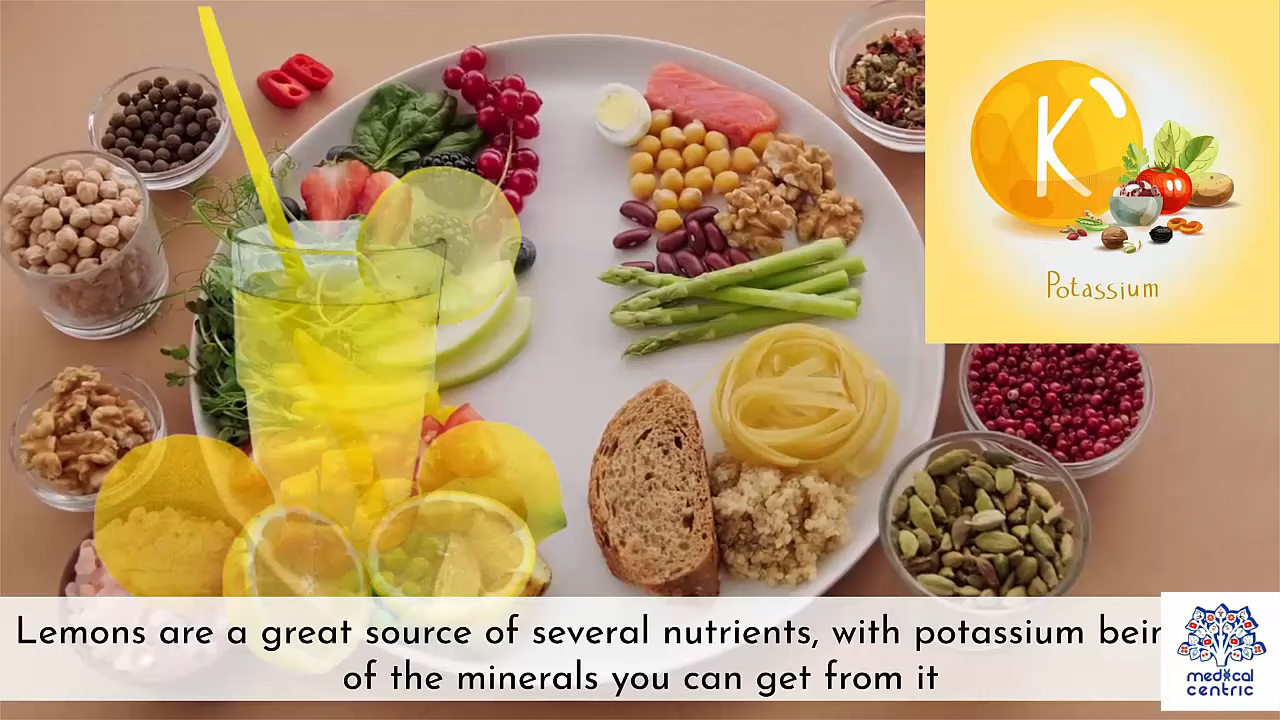 K
Potassium
Lemons are a great source of several nutrients, with potassium
of the minerals you can get from it
medical
centric